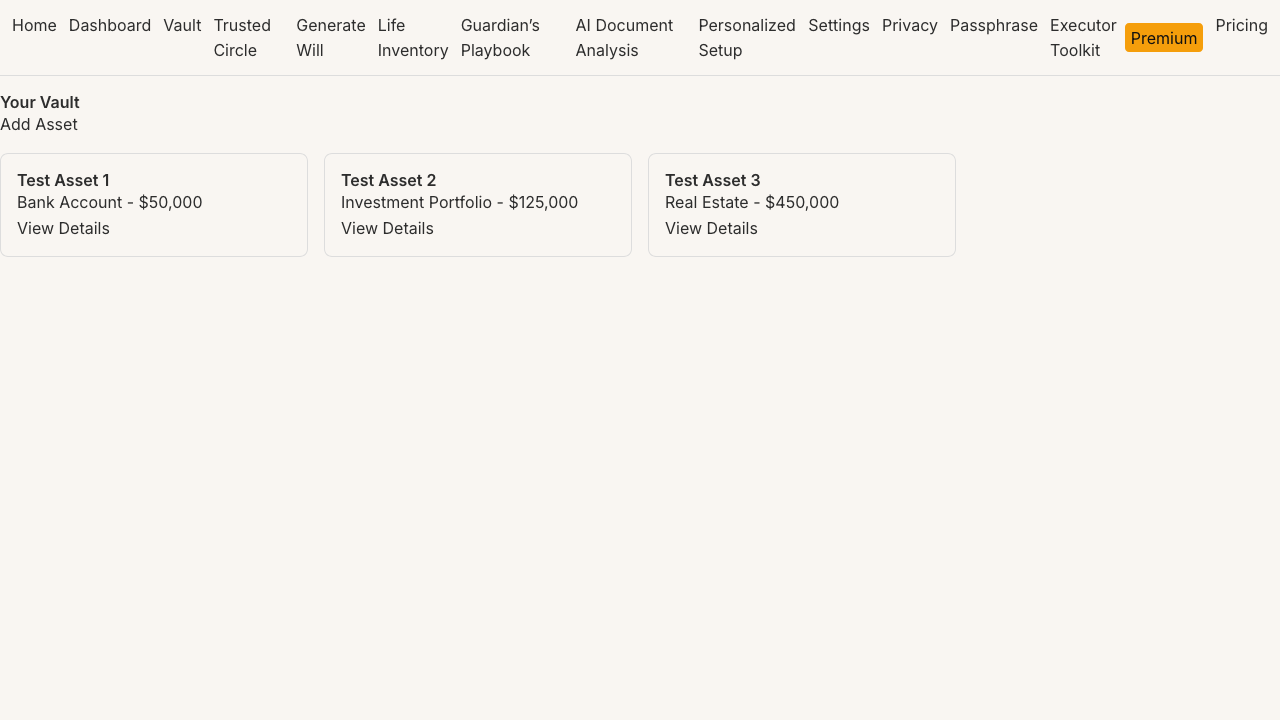 Home Dashboard Vault Trusted Circle Generate Will Life Inventory Guardian’s Playbook AI Document Analysis Personalized Setup Settings Privacy Passphrase Executor Toolkit Premium Pricing
Your Vault
Add Asset
Test Asset 1
Bank Account - $50,000
View Details
Test Asset 2
Investment Portfolio - $125,000
View Details
Test Asset 3
Real Estate - $450,000
View Details